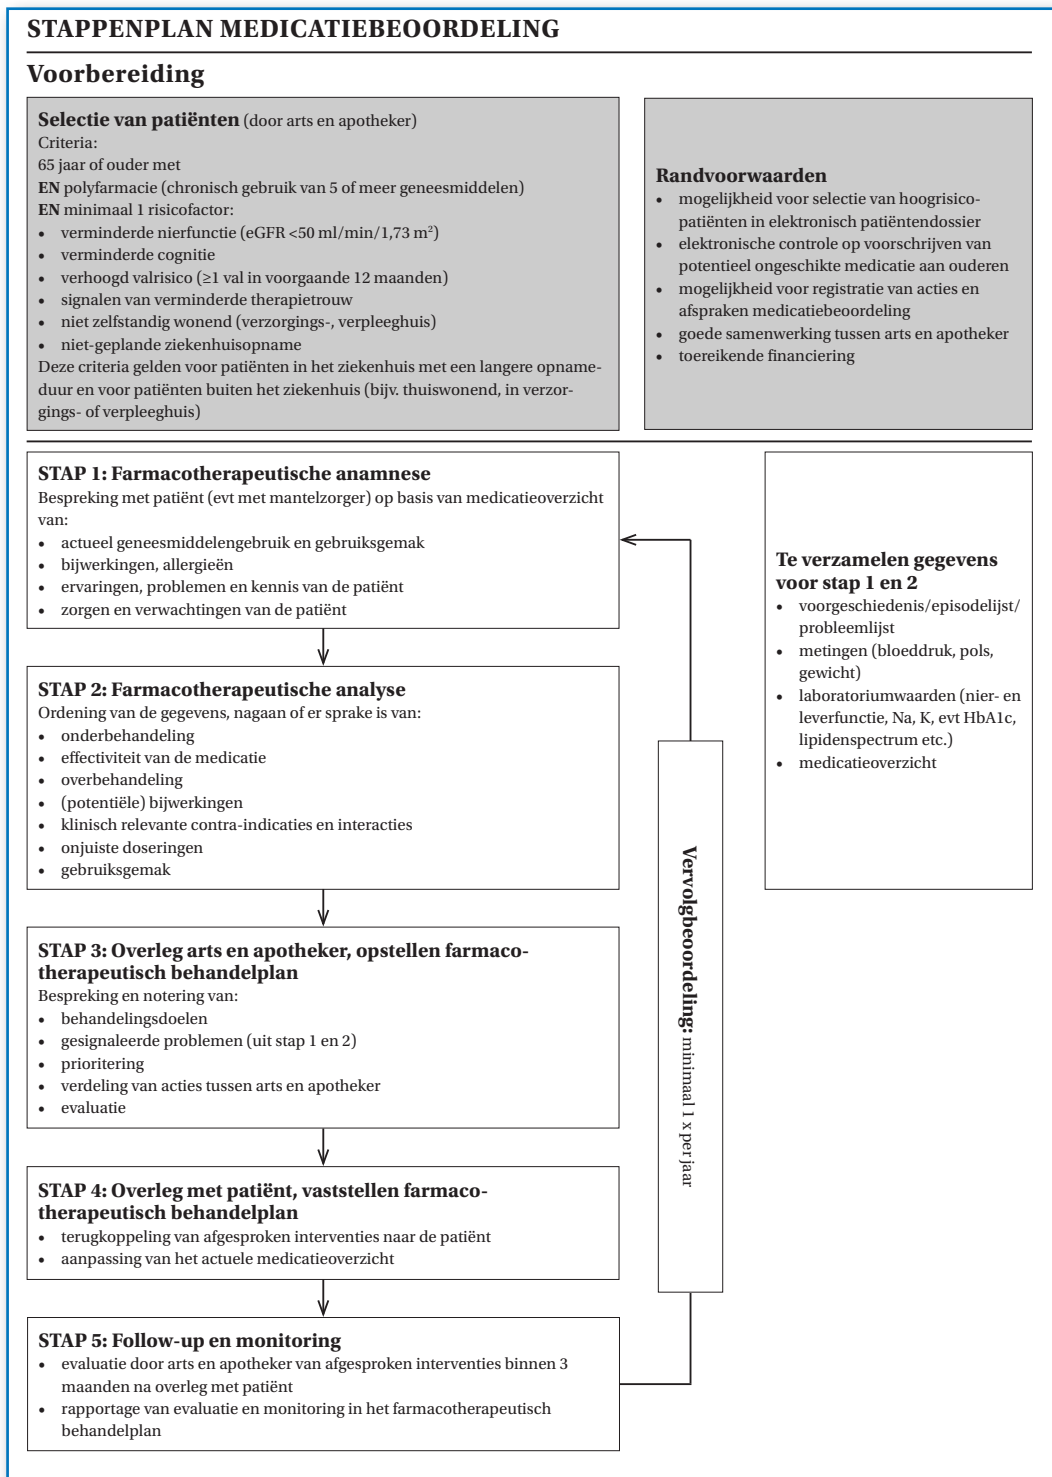 STAPPENPLAN MEDICATIEBEOORDELING
Voorbereiding
Selectie van patiënten (door arts en apotheker)
Criteria:
65 jaar of ouder met
EN polyfarmacie (chronisch gebruik van 5 of meer geneesmiddelen)
EN minimaal 1 risicofactor:
• verminderde nierfunctie (eGFR <50 ml/min/1,73 m²)
• verminderde cognitie
• verhoogd valrisico (≥1 val in voorgaande 12 maanden)
• signalen van verminderde therapietrouw
• niet zelfstandig wonend (verzorgings-, verpleeghuis)
• niet-geplande ziekenhuisopname
Deze criteria gelden voor patiënten in het ziekenhuis met een langere opname-
duur en voor patiënten buiten het ziekenhuis (bijv. thuiswonend, in verzor-
gings- of verpleeghuis)
Randvoorwaarden
• mogelijkheid voor selectie van hoogrisico-
patiënten in elektronisch patiëntendossier
• elektronische controle op voorschrijven van
potentieel ongeschikte medicatie aan ouderen
• mogelijkheid voor registratie van acties en
afspraken medicatiebeoordeling
• goede samenwerking tussen arts en apotheker
• toereikende financiering
STAP 1: Farmacotherapeutische anamnese
Bespreking met patiënt (evt met mantelzorger) op basis van medicatieoverzicht
van:
• actueel geneesmiddelengebruik en gebruiksgemak
• bijwerkingen, allergieën
• ervaringen, problemen en kennis van de patiënt
• zorgen en verwachtingen van de patiënt
Te verzamelen gegevens
voor stap 1 en 2
• voorgeschiedenis/episodelijst/
probleemlijst
• metingen (bloeddruk, pols,
gewicht)
• laboratoriumwaarden (nier- en
leverfunctie, Na, K, evt HbA1c,
lipidenspectrum etc.)
• medicatieoverzicht
STAP 2: Farmacotherapeutische analyse
Ordening van de gegevens, nagaan of er sprake is van:
• onderbehandeling
• effectiviteit van de medicatie
• overbehandeling
• (potentiële) bijwerkingen
• klinisch relevante contra-indicaties en interacties
• onjuiste doseringen
• gebruiksgemak
Vervolgbeoordeling: minimaal 1 x per jaar
STAP 3: Overleg arts en apotheker, opstellen farmaco-
therapeutisch behandelplan
Bespreking en notering van:
• behandelingsdoelen
• gesignaleerde problemen (uit stap 1 en 2)
• prioritering
• verdeling van acties tussen arts en apotheker
• evaluatie
STAP 4: Overleg met patiënt, vaststellen farmaco-
therapeutisch behandelplan
• terugkoppeling van afgesproken interventies naar de patiënt
• aanpassing van het actuele medicatieoverzicht
STAP 5: Follow-up en monitoring
• evaluatie door arts en apotheker van afgesproken interventies binnen 3
maanden na overleg met patiënt
• rapportage van evaluatie en monitoring in het farmacotherapeutisch
behandelplan